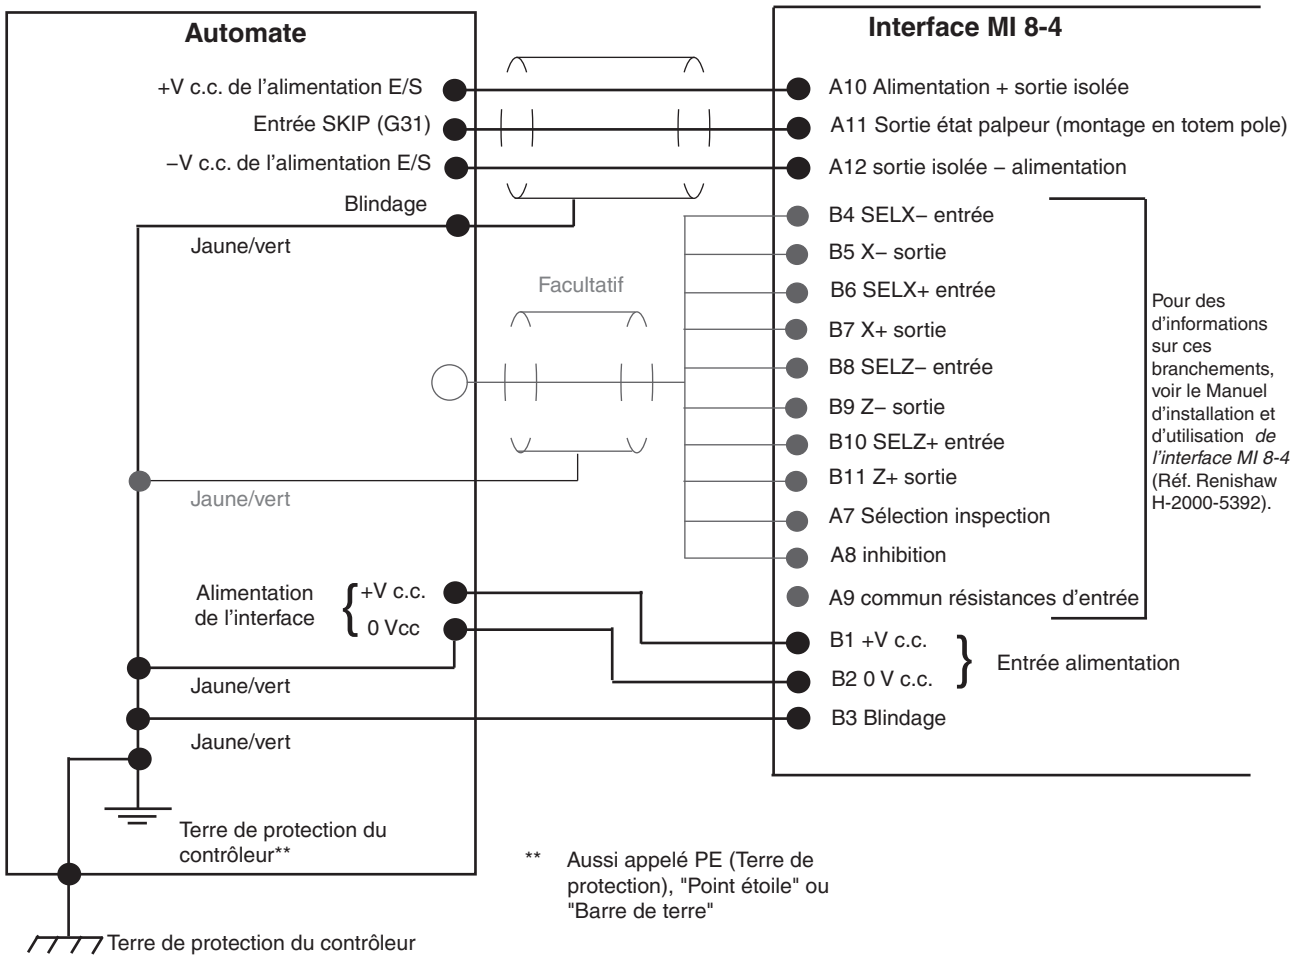 Automate
Interface MI 8-4
+V c.c. de l'alimentation E/S
Entrée SKIP (G31)
−V c.c. de l'alimentation E/S
Blindage
Jaune/vert
A10 Alimentation + sortie isolée
A11 Sortie état palpeur (montage en totem pole)
A12 sortie isolée − alimentation
B4 SELX− entrée
B5 X− sortie
B6 SELX+ entrée
B7 X+ sortie
B8 SELZ− entrée
B9 Z− sortie
B10 SELZ+ entrée
B11 Z+ sortie
A7 Sélection inspection
A8 inhibition
A9 commun résistances d'entrée
Pour des
d'informations
sur ces
branchements,
voir le Manuel
d'installation et
d'utilisation de
l'interface MI 8-4
(Réf. Renishaw
H-2000-5392).
Facultatif
Jaune/vert
Alimentation
de l'interface
{
+V c.c.
0 Vcc
Jaune/vert
Jaune/vert
B1 +V c.c.
B2 0 V c.c.
}
Entrée alimentation
B3 Blindage
Terre de protection du
contrôleur**
** Aussi appelé PE (Terre de
protection), "Point étoile" ou
"Barre de terre"
Terre de protection du contrôleur